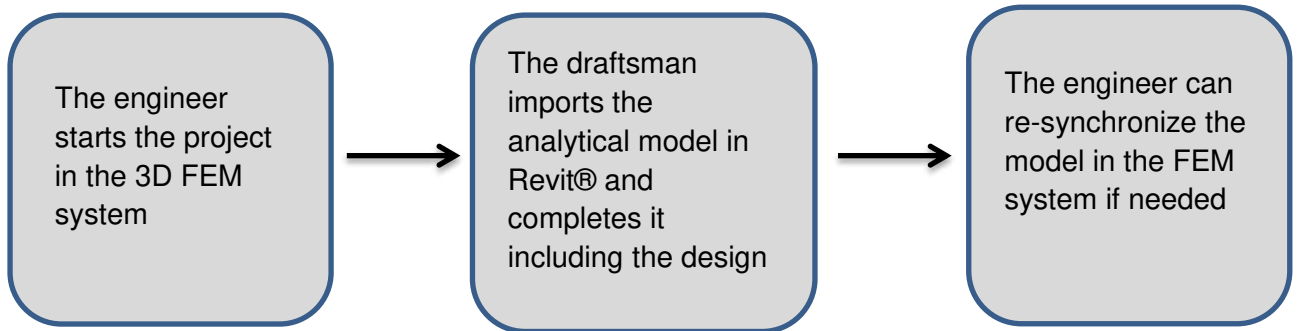 The engineer
starts the project
in the 3D FEM
system
The draftsman
imports the
analytical model in
Revit® and
completes it
including the design
The engineer can
re-synchronize the
model in the FEM
system if needed